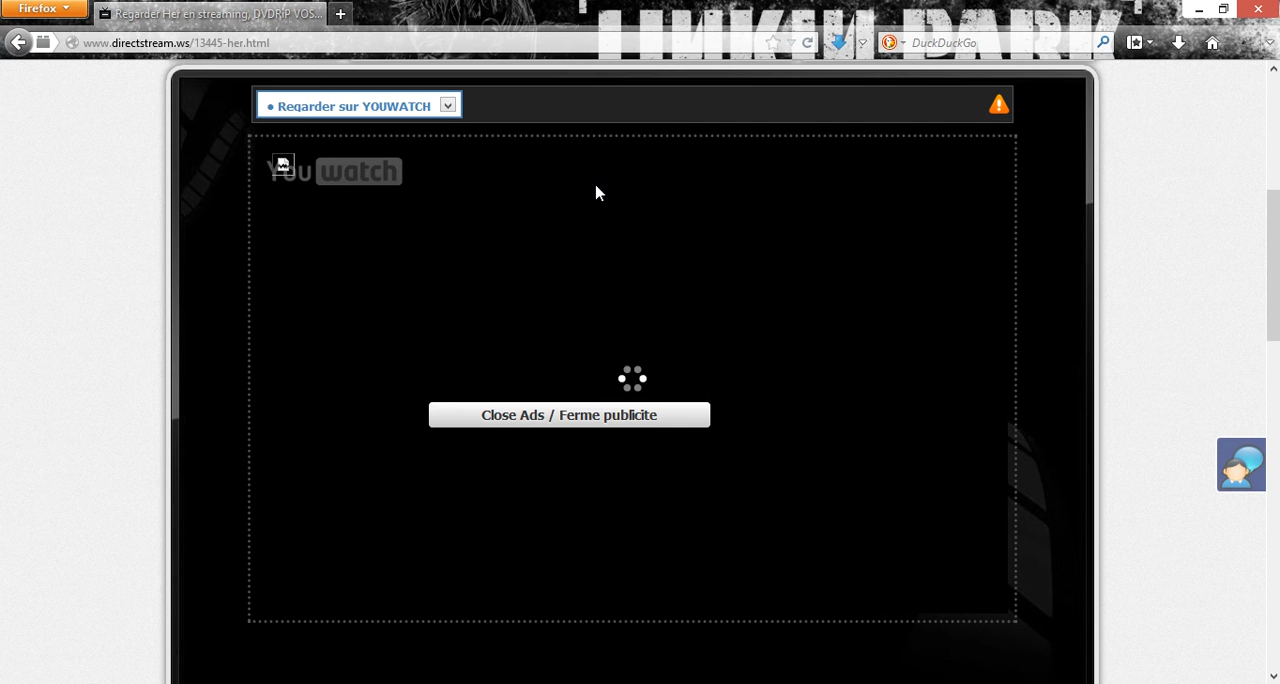 Firefox
Regarder Her en streaming, DVDRiP VOS...
www.directstream.ws/13445-her.html
DuckDuckGo
LINKIN PARK
• Regarder sur YOUWATCH
You watch
Close Ads / Ferme publicite